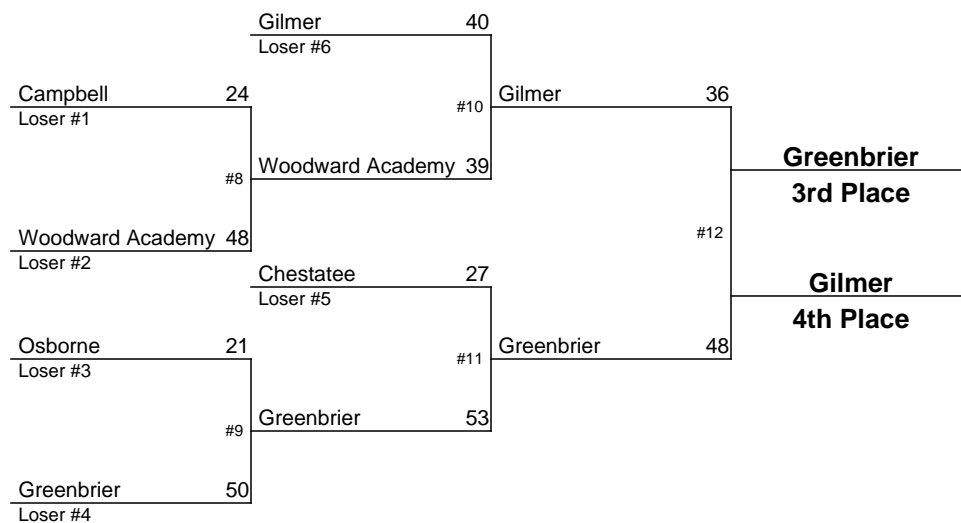 Gilmer 40
Loser #6
Campbell 24
Loser #1
#10
Gilmer 36
Woodward Academy 39
#8
Greenbrier
3rd Place
Woodward Academy 48
Loser #2
#12
Chestatee 27
Loser #5
Gilmer
4th Place
Osborne 21
Loser #3
#11
Greenbrier 48
Greenbrier 53
#9
Greenbrier 50
Loser #4